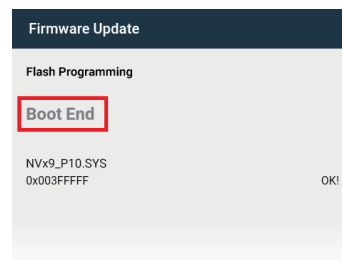 Firmware Update
Flash Programming
Boot End
NVx9_P10.SYS
0x003FFFFF OK!